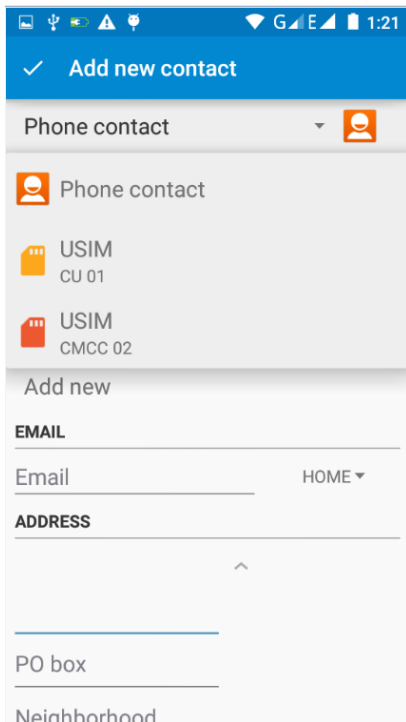 G E 1:21
Add new contact
Phone contact
Phone contact
USIM
CU 01
USIM
CMCC 02
Add new
EMAIL
Email HOME
ADDRESS
PO box
Neighborhood